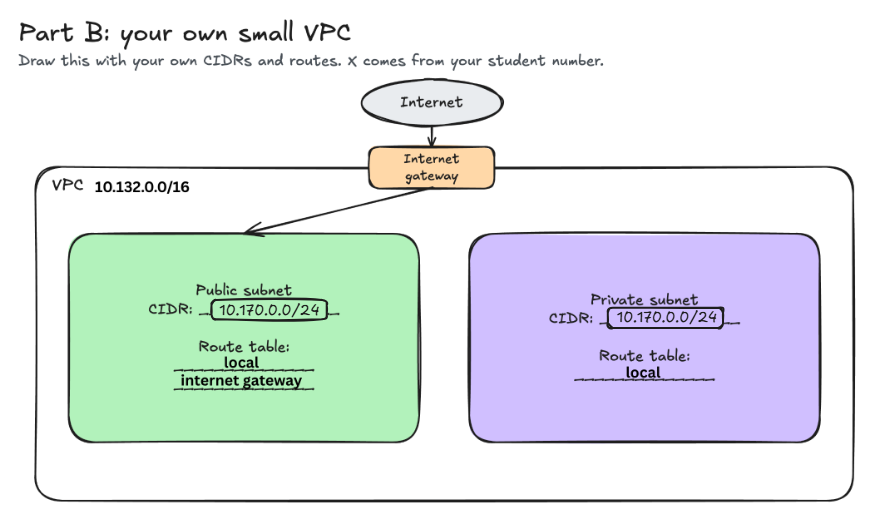 Part B: your own small VPC
Draw this with your own CIDRs and routes. X comes from your student number.
Internet
Internet
gateway
VPC 10.132.0.0/16
Public subnet
CIDR: 10.170.0.0/24
Route table:
local
internet gateway
Private subnet
CIDR: 10.170.0.0/24
Route table:
local